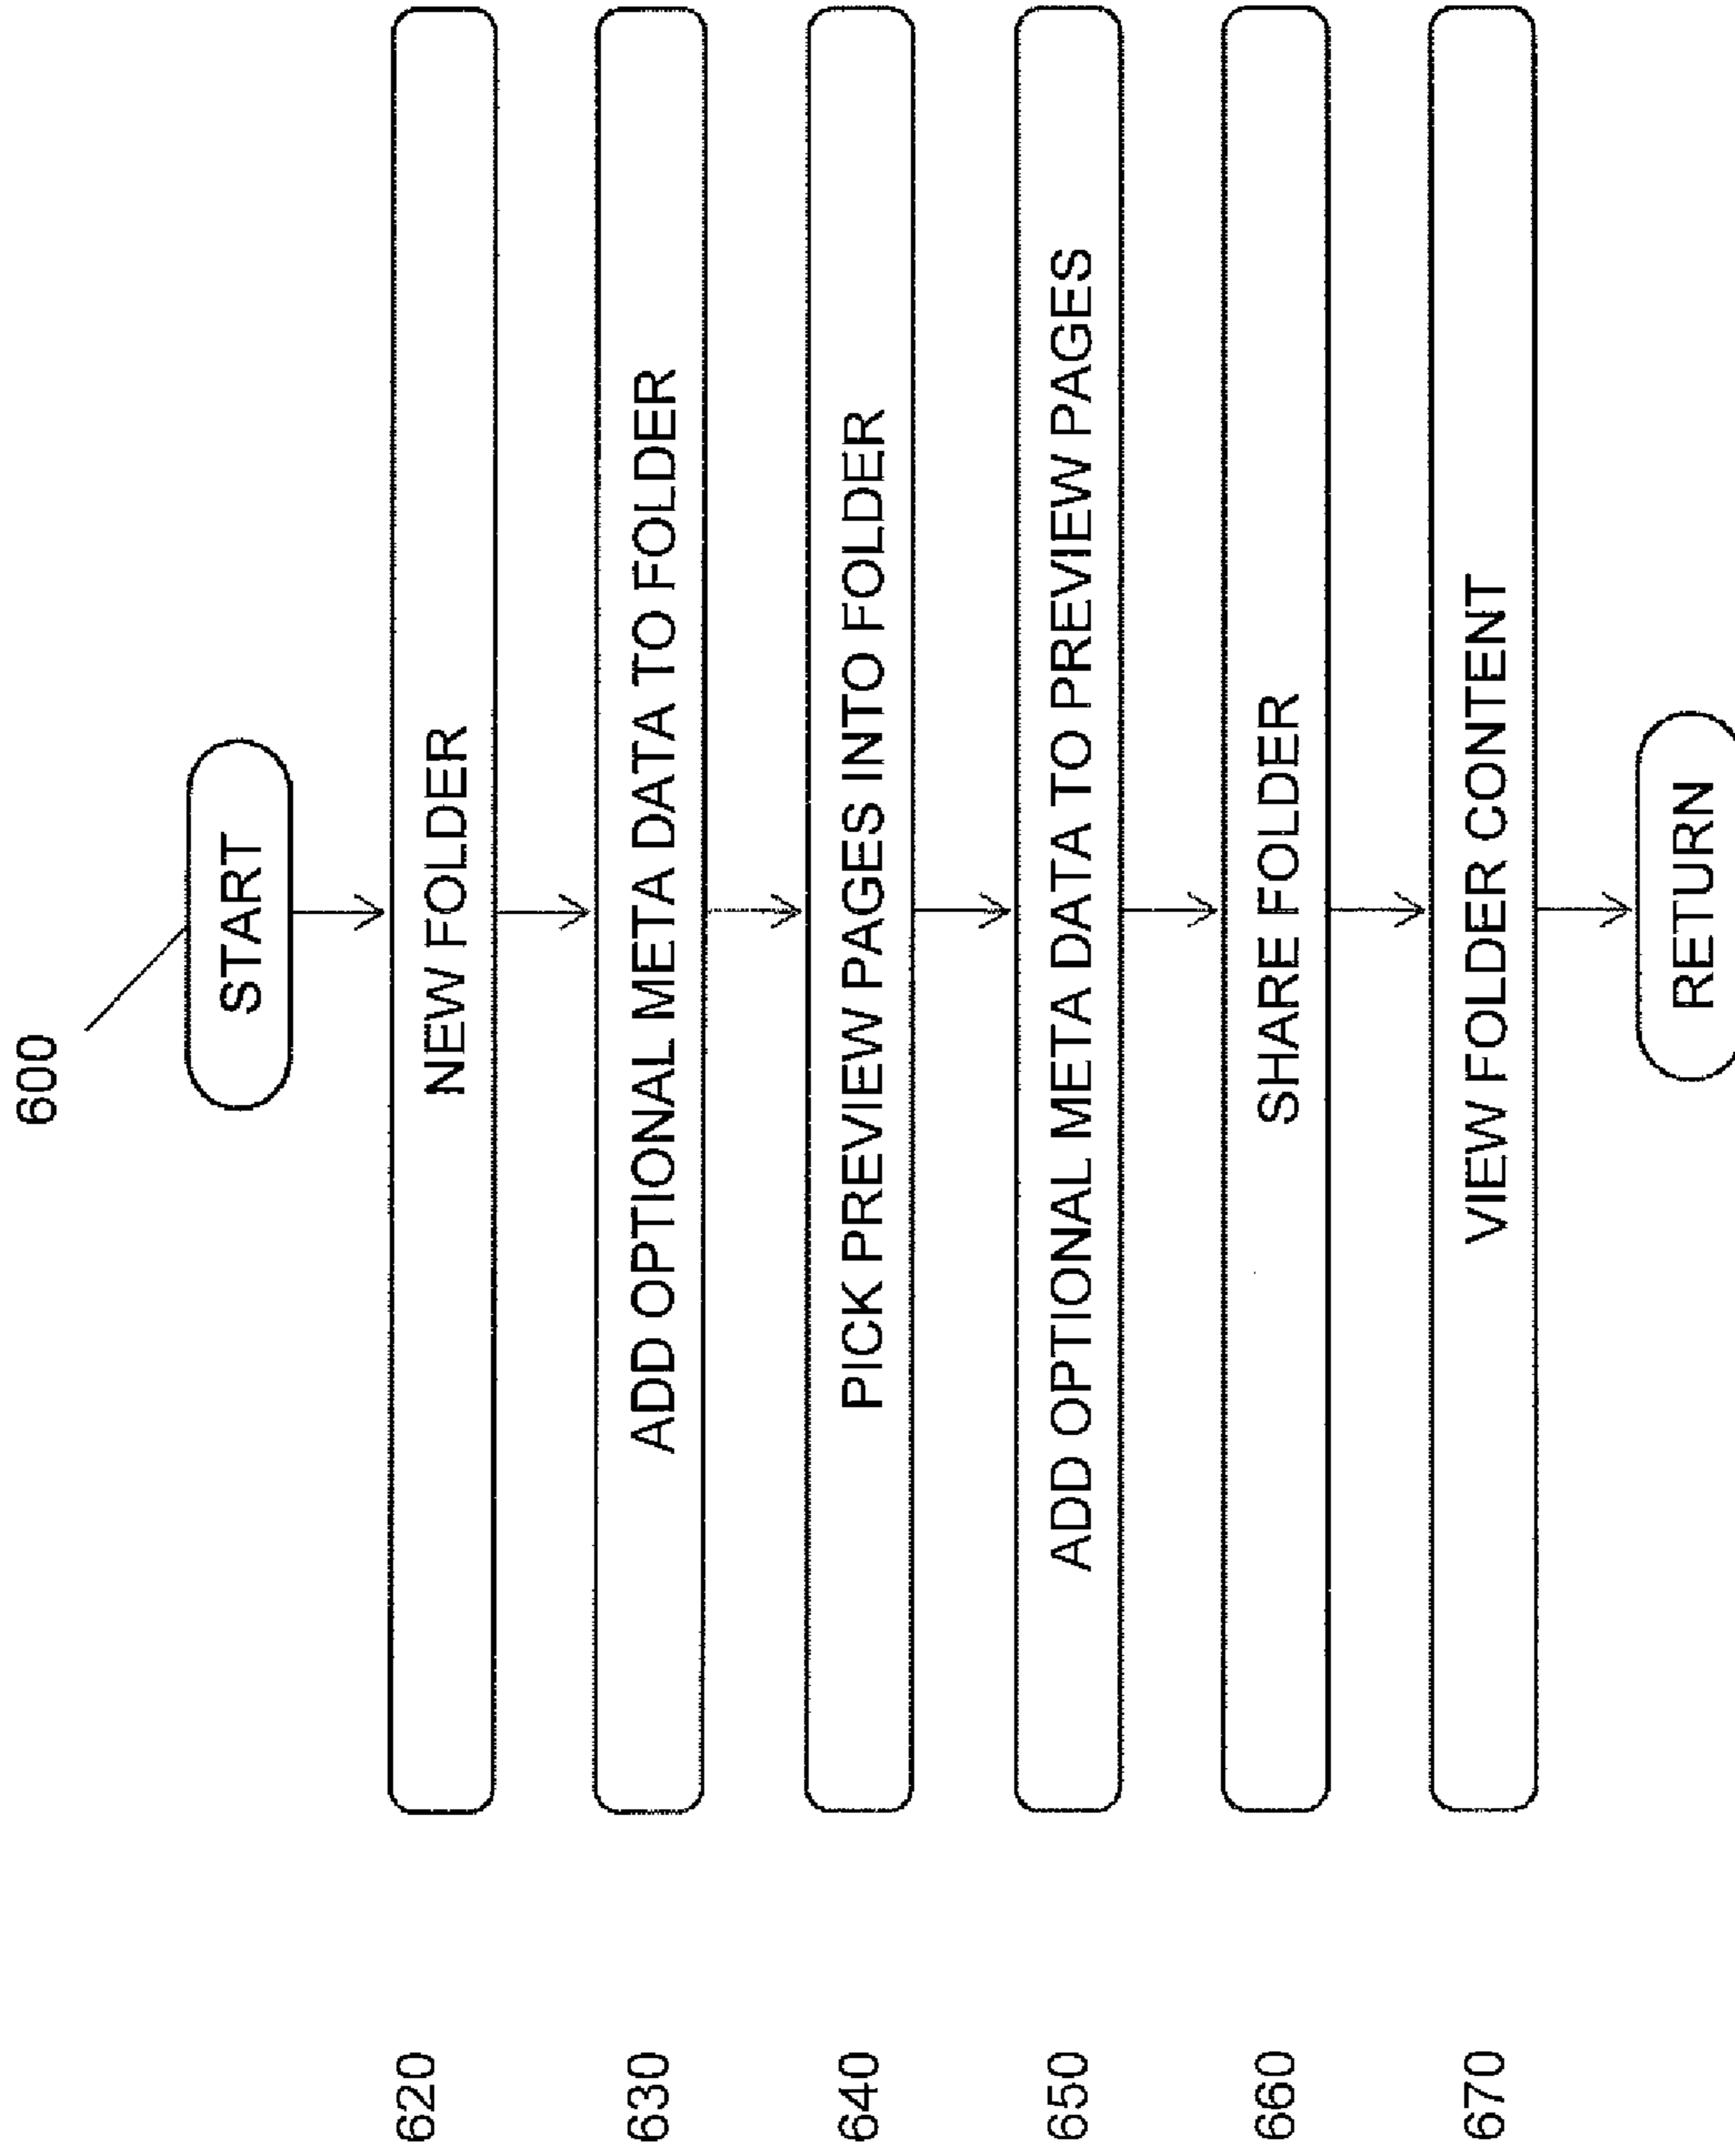 600
START
620 NEW FOLDER
630 ADD OPTIONAL META DATA TO FOLDER
640 PICK PREVIEW PAGES INTO FOLDER
650 ADD OPTIONAL META DATA TO PREVIEW PAGES
660 SHARE FOLDER
670 VIEW FOLDER CONTENT
RETURN